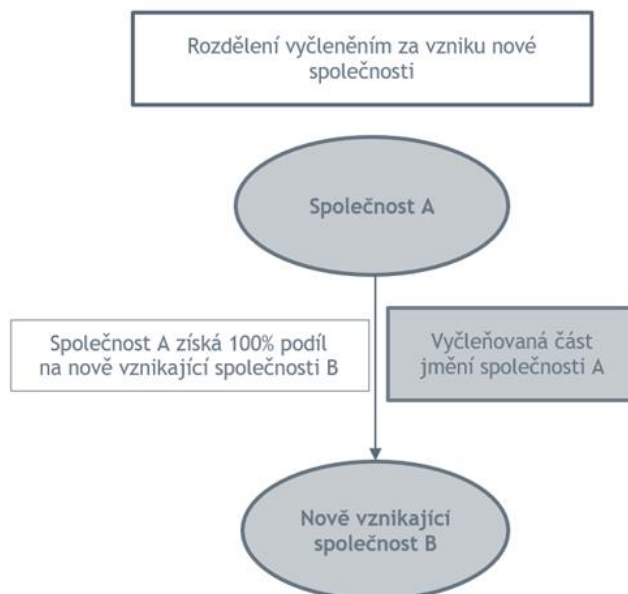 Rozdělení vyčleněním za vzniku nové
společnosti
Společnost A
Společnost A získá 100% podíl
na nově vznikající společnosti B
Vyčleňovaná část
jmění společnosti A
Nově vznikající
společnost B